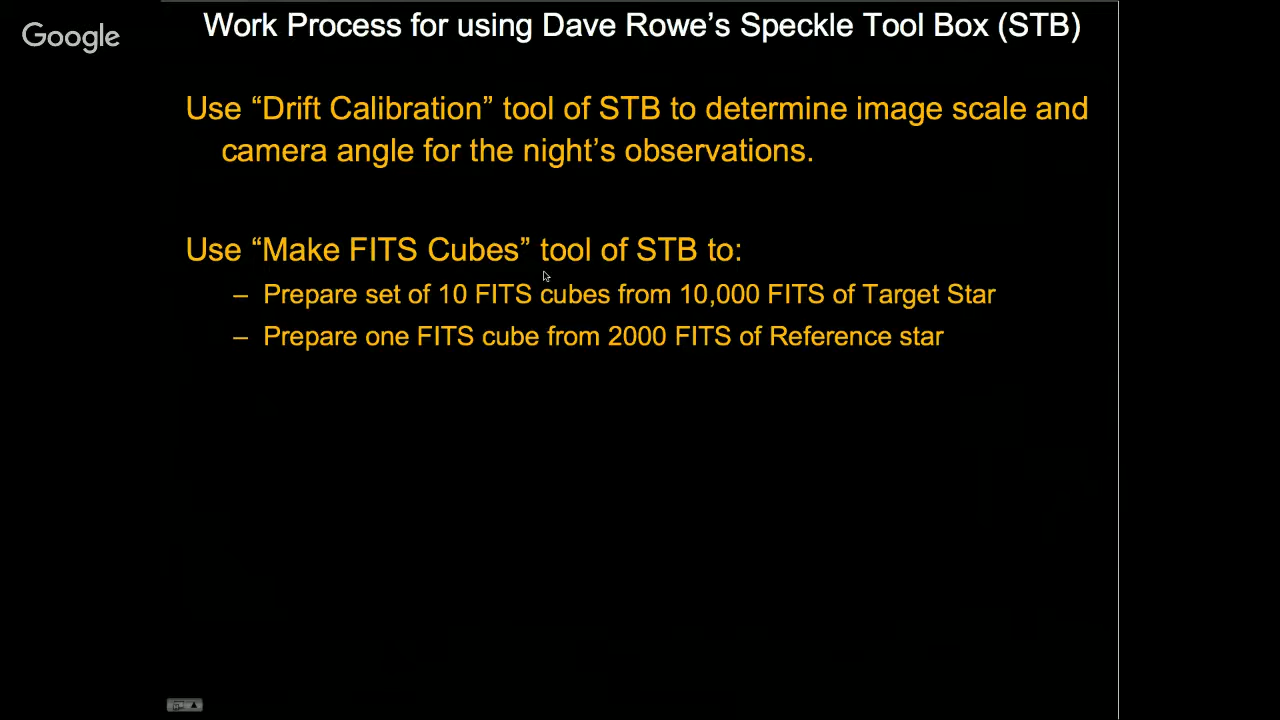 Google
Work Process for using Dave Rowe’s Speckle Tool Box (STB)
Use “Drift Calibration” tool of STB to determine image scale and
camera angle for the night’s observations.
Use “Make FITS Cubes” tool of STB to:
– Prepare set of 10 FITS cubes from 10,000 FITS of Target Star
– Prepare one FITS cube from 2000 FITS of Reference star